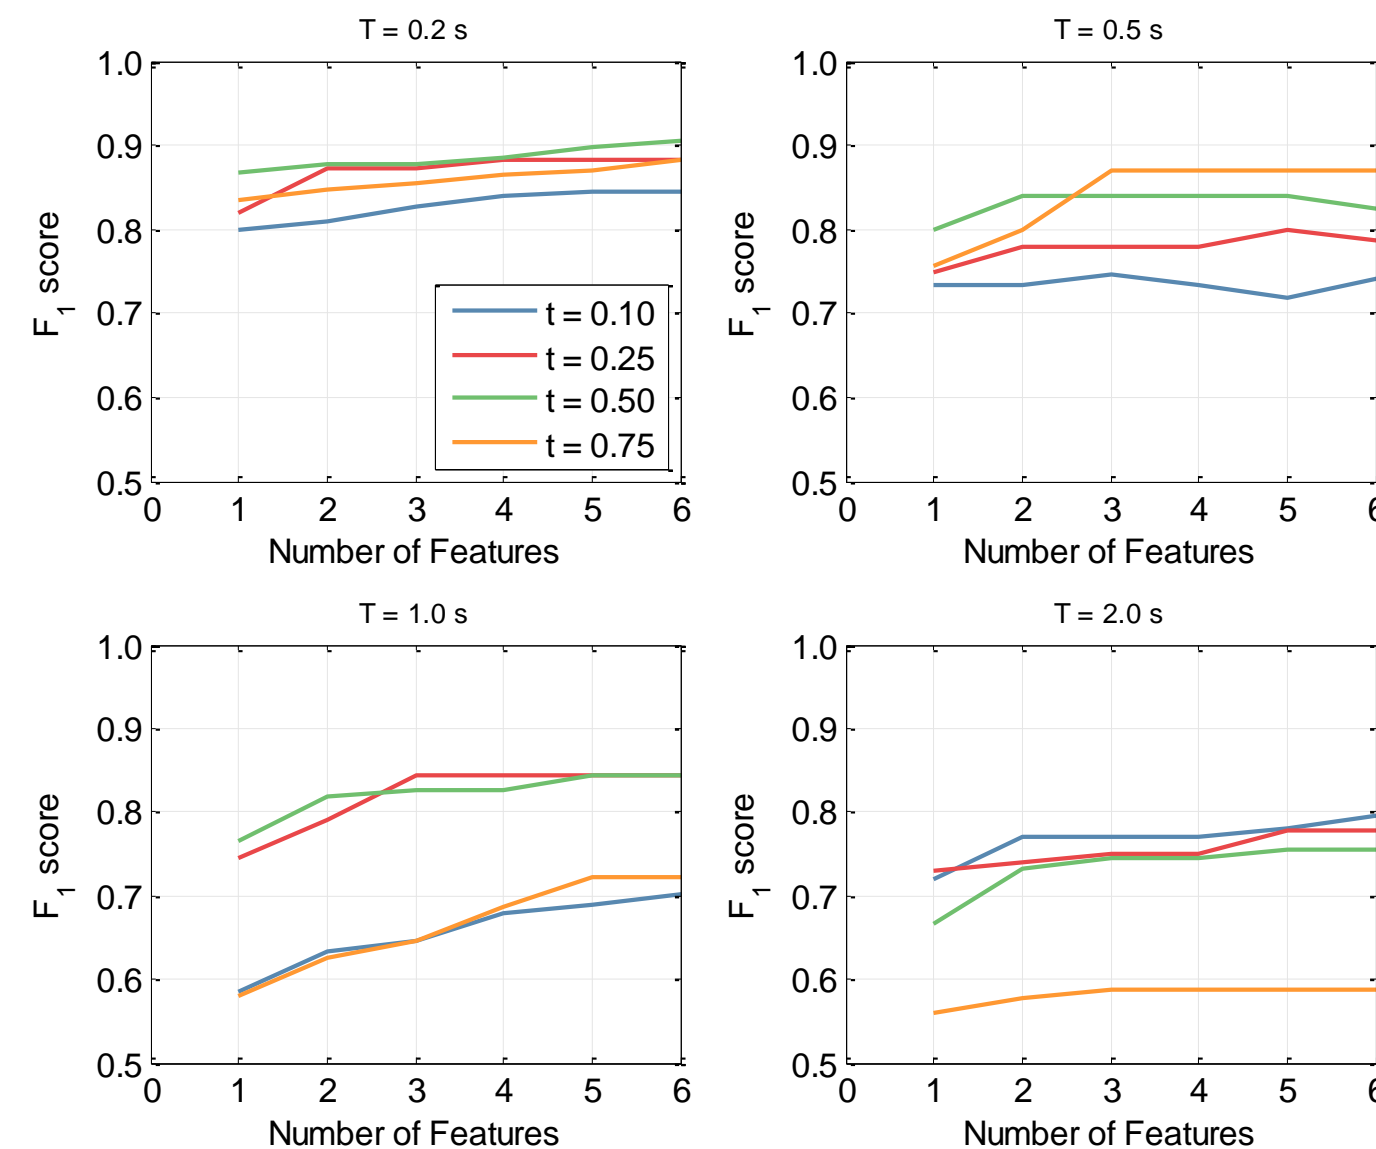 T = 0.2 s
1.0
0.9
0.8
0.7
0.6
0.5
F1 score
t = 0.10
t = 0.25
t = 0.50
t = 0.75
0 1 2 3 4 5 6
Number of Features
T = 0.5 s
1.0
0.9
0.8
0.7
0.6
0.5
F1 score
0 1 2 3 4 5 6
Number of Features
T = 1.0 s
1.0
0.9
0.8
0.7
0.6
0.5
F1 score
0 1 2 3 4 5 6
Number of Features
T = 2.0 s
1.0
0.9
0.8
0.7
0.6
0.5
F1 score
0 1 2 3 4 5 6
Number of Features